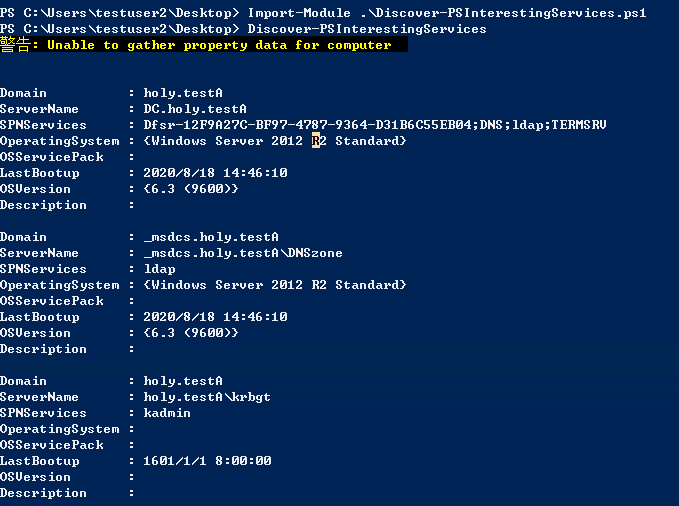 PS C:\Users\testuser2\Desktop> Import-Module .\Discover-PSInterestingServices.ps1
PS C:\Users\testuser2\Desktop> Discover-PSInterestingServices
警告: Unable to gather property data for computer
Domain : holy.testA
ServerName : DC.holy.testA
SPNServices : Dfsr-12F9A27C-BF97-4787-9364-D31B6C55EB04;DNS;ldap;TERMSRV
OperatingSystem : {Windows Server 2012 R2 Standard}
OSServicePack :
LastBootup : 2020/8/18 14:46:10
OSVersion : {6.3 (9600)}
Description :
Domain : _msdcs.holy.testA
ServerName : _msdcs.holy.testA\DNSzone
SPNServices : ldap
OperatingSystem : {Windows Server 2012 R2 Standard}
OSServicePack :
LastBootup : 2020/8/18 14:46:10
OSVersion : {6.3 (9600)}
Description :
Domain : holy.testA
ServerName : holy.testA\krbgt
SPNServices : kadmin
OperatingSystem :
OSServicePack :
LastBootup : 1601/1/1 8:00:00
OSVersion :
Description :